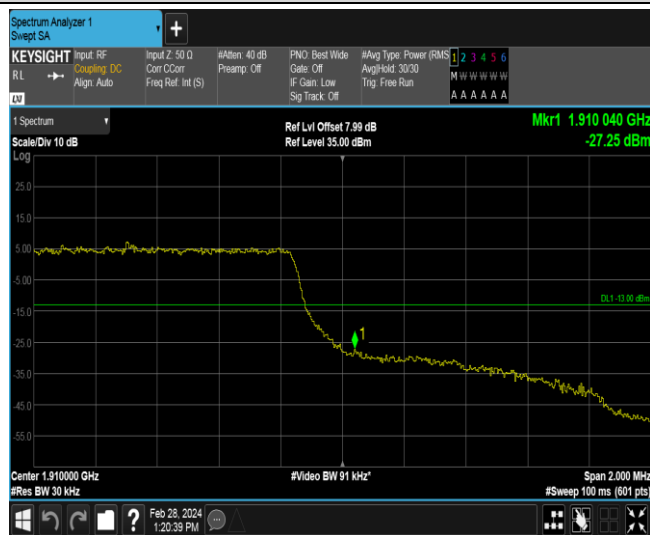 Spectrum Analyzer 1
Swept SA
KEYSIGHT
RL
LXI
Input: RF
Coupling: DC
Align: Auto
Input Z: 50 Ω
Corr CCorr
Freq Ref: Int (S)
#Atten: 40 dB
Preamp: Off
PNO: Best Wide
Gate: Off
IF Gain: Low
Sig Track: Off
#Avg Type: Power (RMS
Avg|Hold: 30/30
Trig: Free Run
1 2 3 4 5 6
M W W W W W
A A A A A A
1 Spectrum
Scale/Div 10 dB
Log
Ref Lvl Offset 7.99 dB
Ref Level 35.00 dBm
Mkr1 1.910 040 GHz
-27.25 dBm
25.0
15.0
5.00
-5.00
DL1 -13.00 dBm
-15.0
1
-25.0
-35.0
-45.0
-55.0
Center 1.910000 GHz
#Video BW 91 kHz*
Span 2.000 MHz
#Res BW 30 kHz
#Sweep 100 ms (601 pts)
Feb 28, 2024
1:20:39 PM